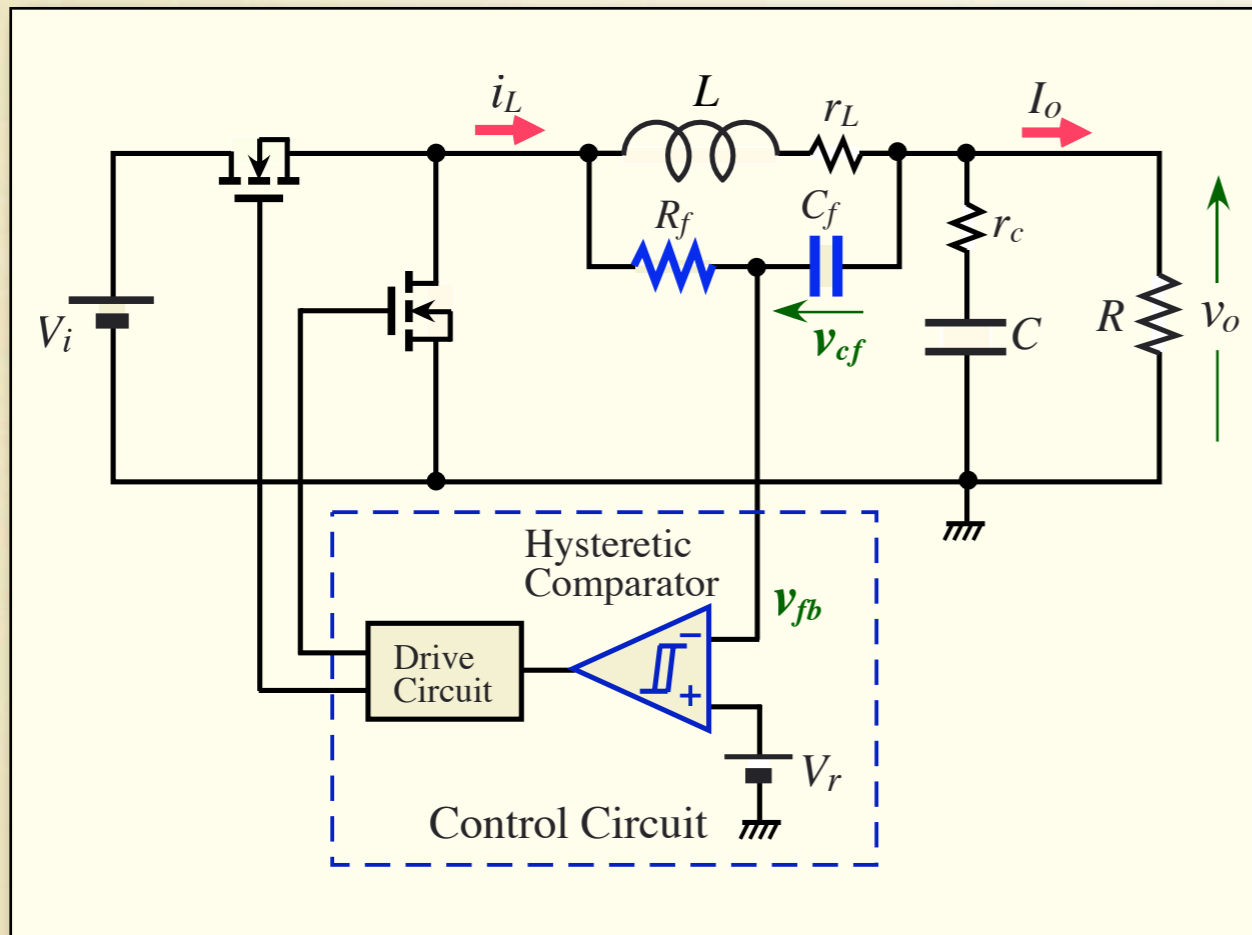 i_L
L
r_L
I_o
R_f
C_f
r_c
V_i
v_cf
C
R
v_o
Hysteretic
Comparator
v_fb
−
+
Drive
Circuit
V_r
Control Circuit